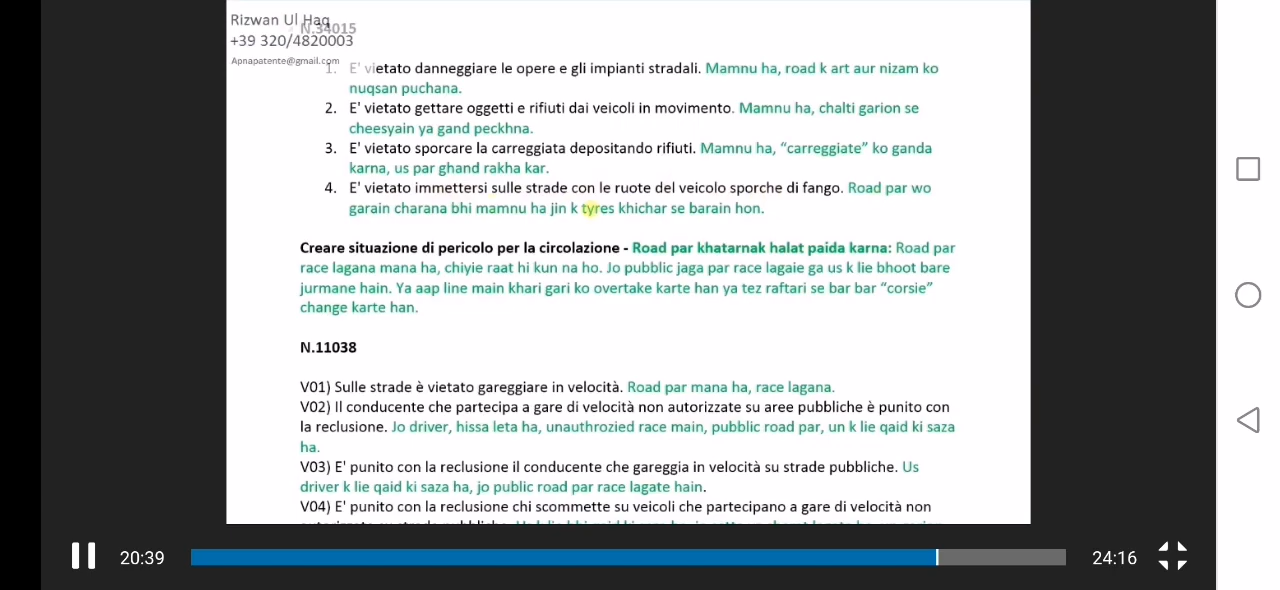 Rizwan Ul Haq
N.34015
+39 320/4820003
Apnapatente@gmail.com
1. E' vietato danneggiare le opere e gli impianti stradali. Mamnu ha, road k art aur nizam ko
nuqsan puchana.
2. E' vietato gettare oggetti e rifiuti dai veicoli in movimento. Mamnu ha, chalti garion se
cheesyain ya gand peckhna.
3. E' vietato sporcare la carreggiata depositando rifiuti. Mamnu ha, “carreggiate” ko ganda
karna, us par ghand rakha kar.
4. E' vietato immettersi sulle strade con le ruote del veicolo sporche di fango. Road par wo
garain charana bhi mamnu ha jin k tyres khichar se barain hon.
Creare situazione di pericolo per la circolazione - Road par khatarnak halat paida karna: Road par
race lagana mana ha, chiyie raat hi kun na ho. Jo pubblic jaga par race lagaie ga us k lie bhoot bare
jurmane hain. Ya aap line main khari gari ko overtake karte han ya tez raftari se bar bar “corsie”
change karte han.
N.11038
V01) Sulle strade è vietato gareggiare in velocità. Road par mana ha, race lagana.
V02) Il conducente che partecipa a gare di velocità non autorizzate su aree pubbliche è punito con
la reclusione. Jo driver, hissa leta ha, unauthrozied race main, pubblic road par, un k lie qaid ki saza
ha.
V03) E' punito con la reclusione il conducente che gareggia in velocità su strade pubbliche. Us
driver k lie qaid ki saza ha, jo public road par race lagate hain.
V04) E' punito con la reclusione chi scommette su veicoli che partecipano a gare di velocità non
20:39
24:16